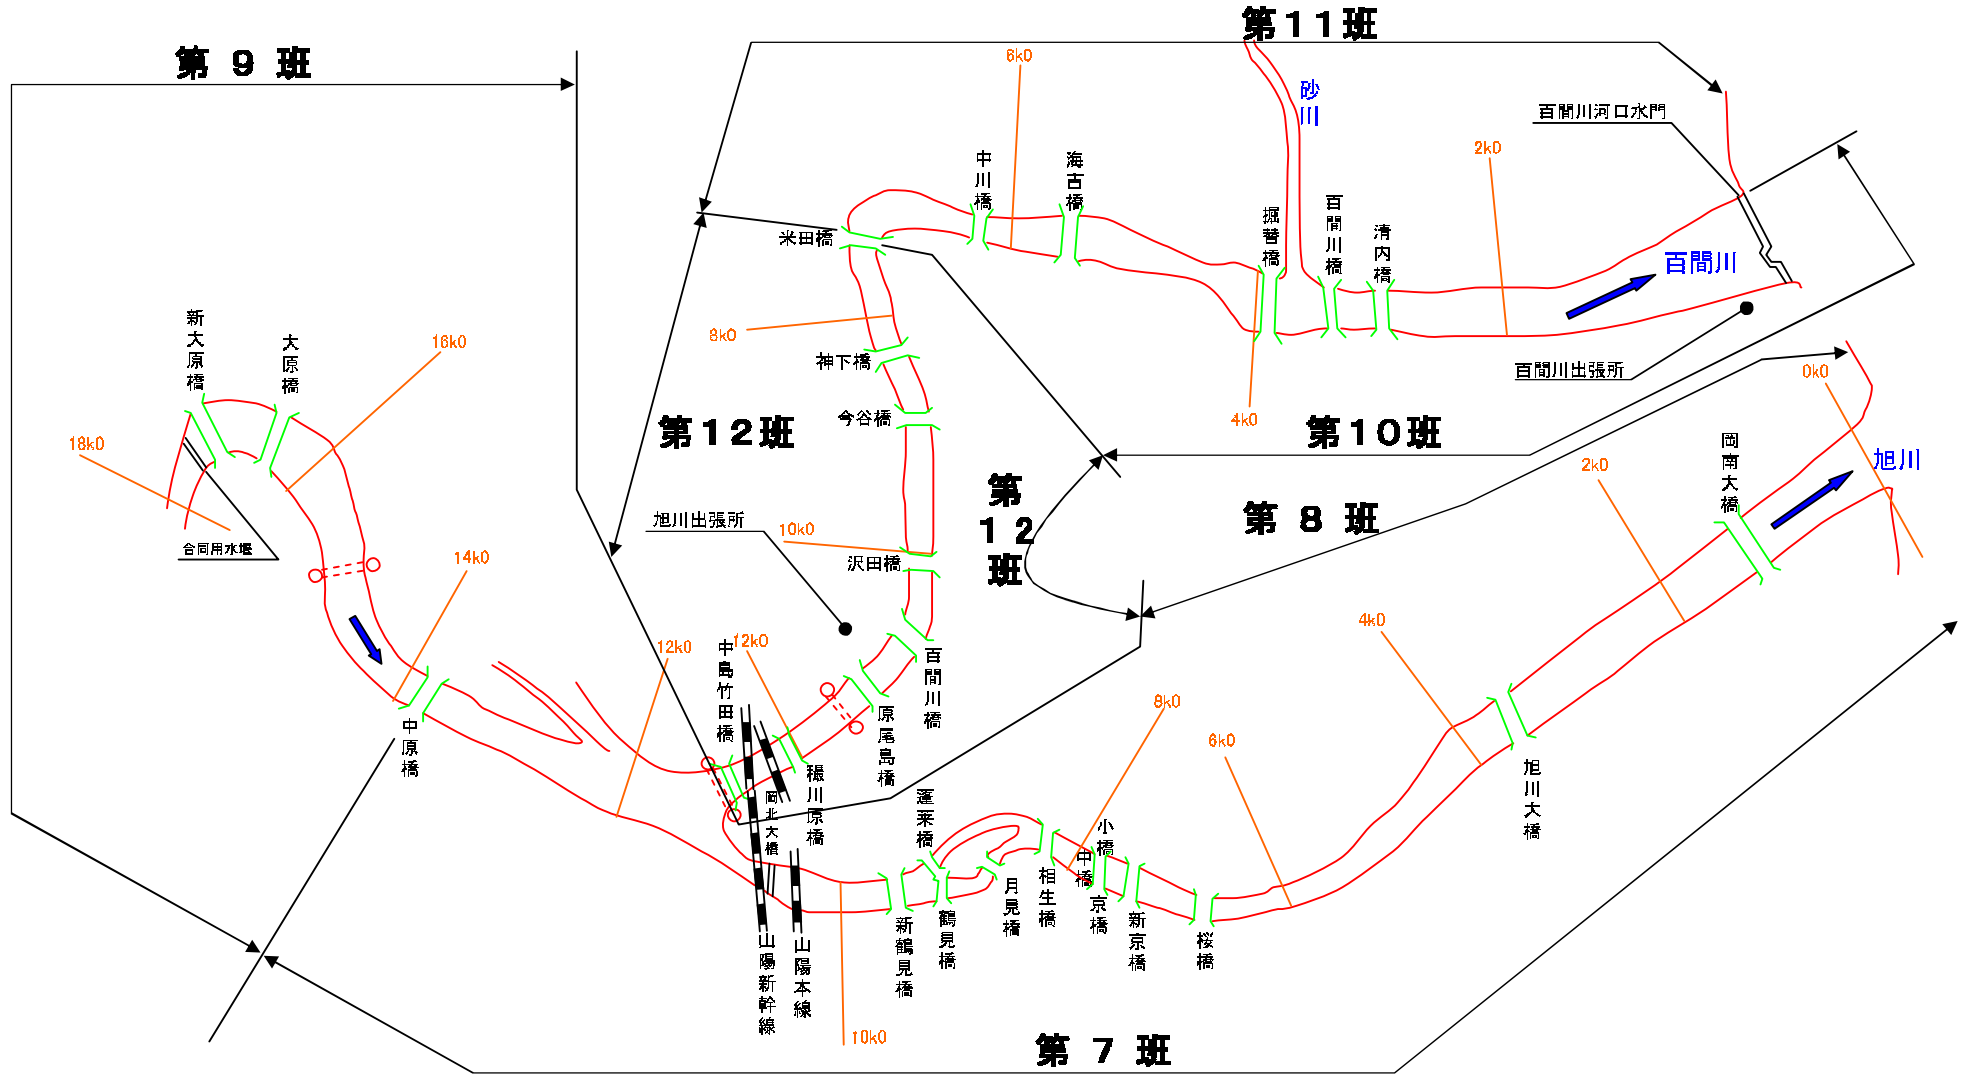 第11班
第 9 班
6k0
砂川
百間川河口水門
2k0
中川橋
海吉橋
百間川橋
掘替橋
清内橋
米田橋
百間川
新大原橋
大原橋
16k0
8k0
神下橋
百間川出張所
0k0
今谷橋
4k0
第12班
第10班
18k0
岡南大橋
旭川
2k0
第12班
第 8 班
旭川出張所
10k0
合同用水堰
14k0
沢田橋
4k0
12k0
12k0
中島竹田橋
百間川橋
8k0
原尾島橋
6k0
中原橋
旭川大橋
穝川原橋
岡北大橋
蓬莱橋
小橋
中橋
相生橋
月見橋
京橋
新京橋
鶴見橋
新鶴見橋
桜橋
山陽新幹線
山陽本線
10k0
第 7 班